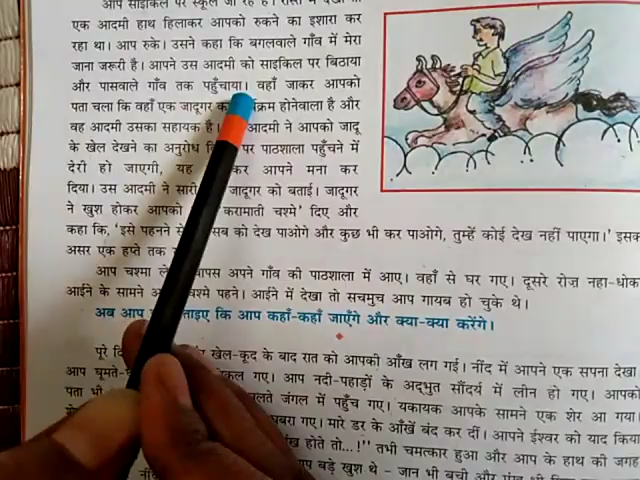 आप साइकिल पर स्कूल जा रहे हैं। रास्ते में देखा
एक आदमी हाथ हिलाकर आपको रुकने का इशारा कर
रहा था। आप रुके। उसने कहा कि बगलवाले गाँव में मेरा
जाना जरूरी है। आपने उस आदमी को साइकिल पर बिठाया
और पासवाले गाँव तक पहुँचाया। वहाँ जाकर आपको
पता चला कि वहाँ एक जादूगर का होनेवाला है और
वह आदमी उसका सहायक है। आदमी ने आपको जादू
के खेल देखने का अनुरोध पर पाठशाला पहुँचने में
देरी हो जाएगी, यह कर आपने मना कर
दिया। उस आदमी ने सारी जादूगर को बताई। जादूगर
ने खुश होकर आपको करामाती चश्मे' दिए और
कहा कि, 'इसे पहनने से सब को देख पाओगे और कुछ भी कर पाओगे, तुम्हें कोई देख नहीं पाएगा।' इसका
असर एक हफ्ते तक
आप चश्मा वापस अपने गाँव की पाठशाला में आए। वहाँ से घर गए। दूसरे रोज़ नहा-धोकर
आईने के सामने चश्मे पहने। आईने में देखा तो सचमुच आप गायब हो चुके थे।
अब आप बताइए कि आप कहाँ-कहाँ जाएँगे और क्या-क्या करेंगे।
पूरे खेल-कूद के बाद रात को आपकी आँख लग गई। नींद में आपने एक सपना देखा
आप घूमते- निकल गए। आप नदी-पहाड़ों के अद्भुत सौंदर्य में लीन हो गए। आपको
पता भी चलते जंगल में पहुँच गए। यकायक आपके सामने एक शेर आ गया।
घबरा गए। मारे डर के आँखें बंद कर दीं। आपने ईश्वर को याद किया
पंख होते तो...!'' तभी चमत्कार हुआ और आप के हाथ की जगह
आप बड़े खुश थे - जान भी बची और